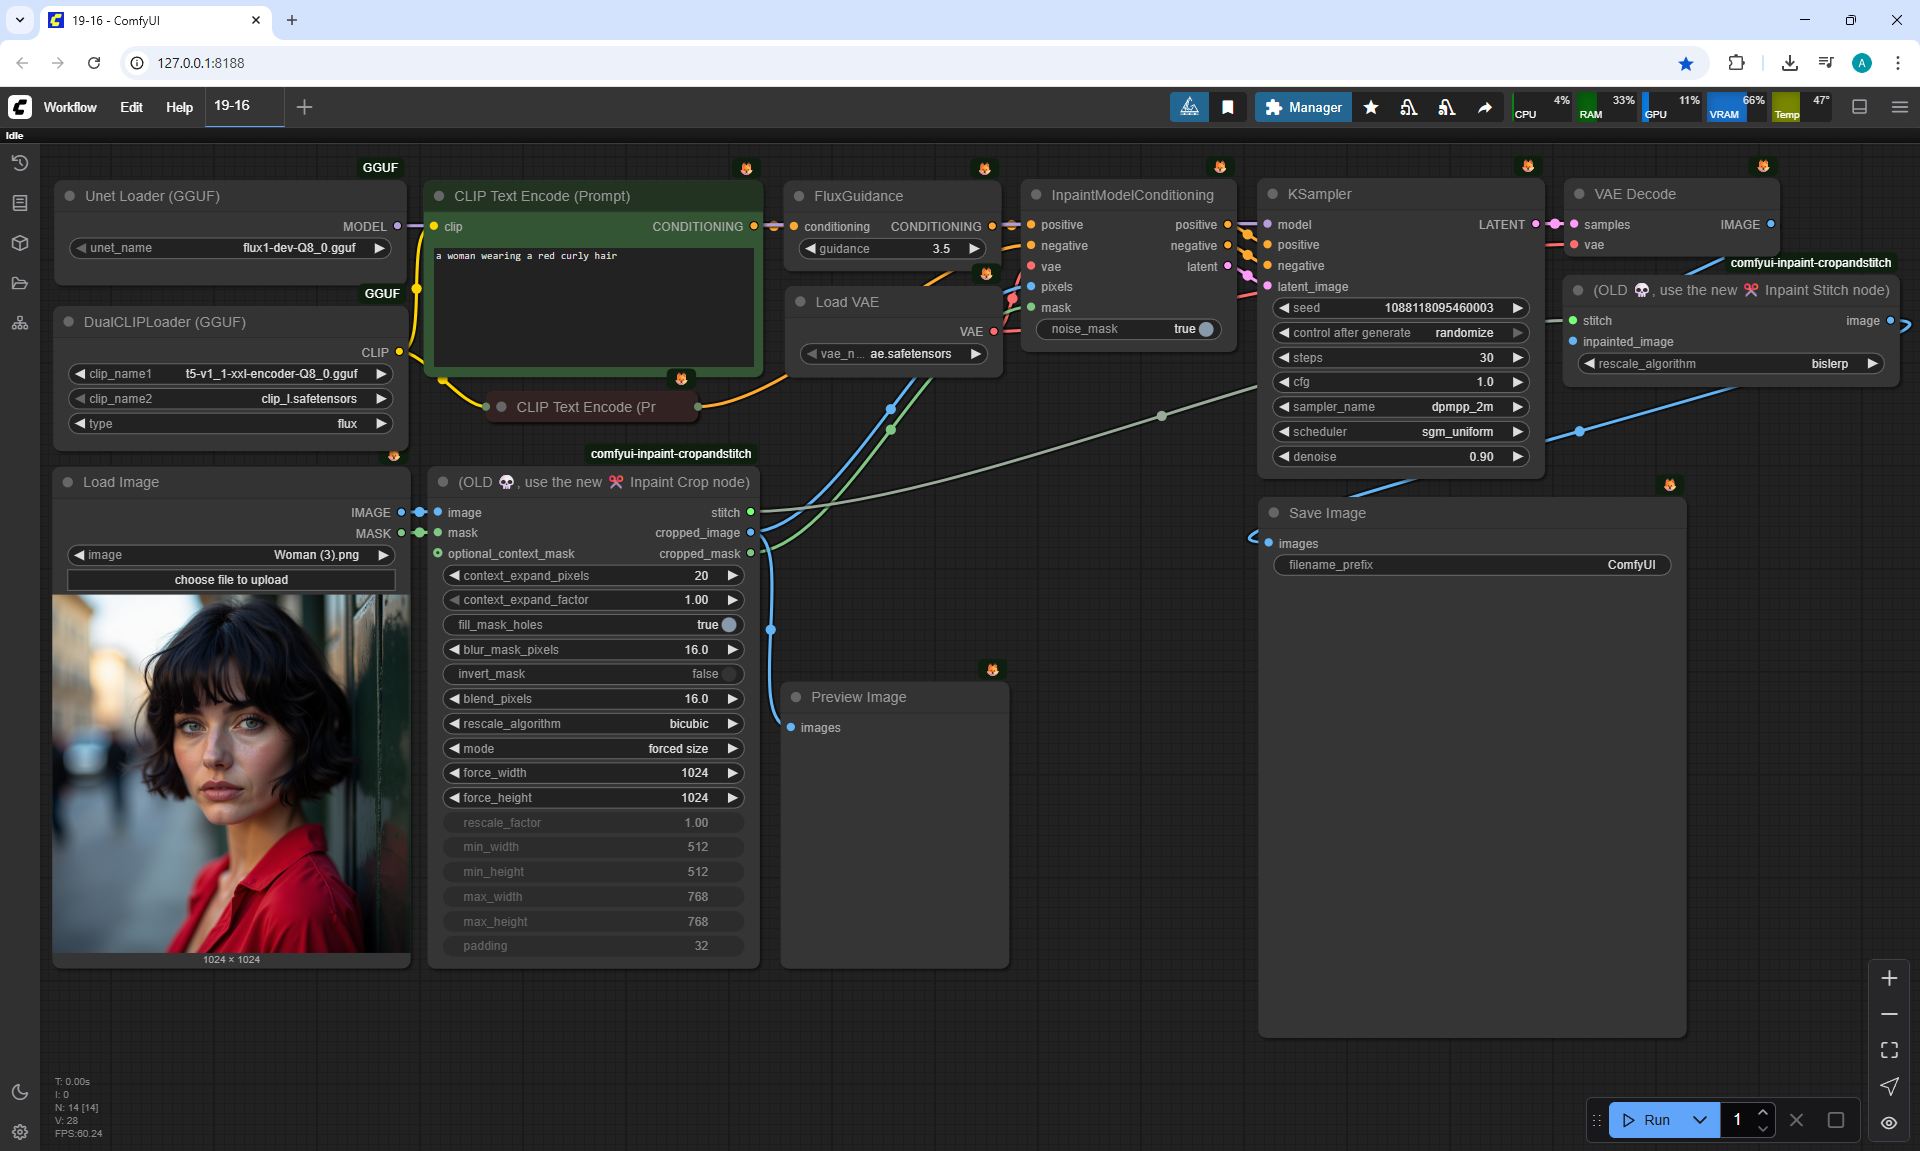 19-16 - ComfyUI
127.0.0.1:8188
Workflow Edit Help 19-16
Manager
4% CPU 33% RAM 11% GPU 66% VRAM 47° Temp
Idle
GGUF
Unet Loader (GGUF)
MODEL
unet_name flux1-dev-Q8_0.gguf
GGUF
DualCLIPLoader (GGUF)
CLIP
clip_name1 t5-v1_1-xxl-encoder-Q8_0.gguf
clip_name2 clip_l.safetensors
type flux
CLIP Text Encode (Prompt)
clip CONDITIONING
a woman wearing a red curly hair
CLIP Text Encode (Pr
FluxGuidance
conditioning CONDITIONING
guidance 3.5
Load VAE
VAE
vae_n... ae.safetensors
InpaintModelConditioning
positive positive
negative negative
vae latent
pixels
mask
noise_mask true
KSampler
model LATENT
positive
negative
latent_image
seed 1088118095460003
control after generate randomize
steps 30
cfg 1.0
sampler_name dpmpp_2m
scheduler sgm_uniform
denoise 0.90
VAE Decode
samples IMAGE
vae
comfyui-inpaint-cropandstitch
(OLD 💀, use the new ✂️ Inpaint Stitch node)
stitch image
inpainted_image
rescale_algorithm bislerp
Load Image
IMAGE
MASK
image Woman (3).png
choose file to upload
1024 × 1024
comfyui-inpaint-cropandstitch
(OLD 💀, use the new ✂️ Inpaint Crop node)
image stitch
mask cropped_image
optional_context_mask cropped_mask
context_expand_pixels 20
context_expand_factor 1.00
fill_mask_holes true
blur_mask_pixels 16.0
invert_mask false
blend_pixels 16.0
rescale_algorithm bicubic
mode forced size
force_width 1024
force_height 1024
rescale_factor 1.00
min_width 512
min_height 512
max_width 768
max_height 768
padding 32
Preview Image
images
Save Image
images
filename_prefix ComfyUI
T: 0.00s
I: 0
N: 14 [14]
V: 28
FPS:60.24
Run 1
A